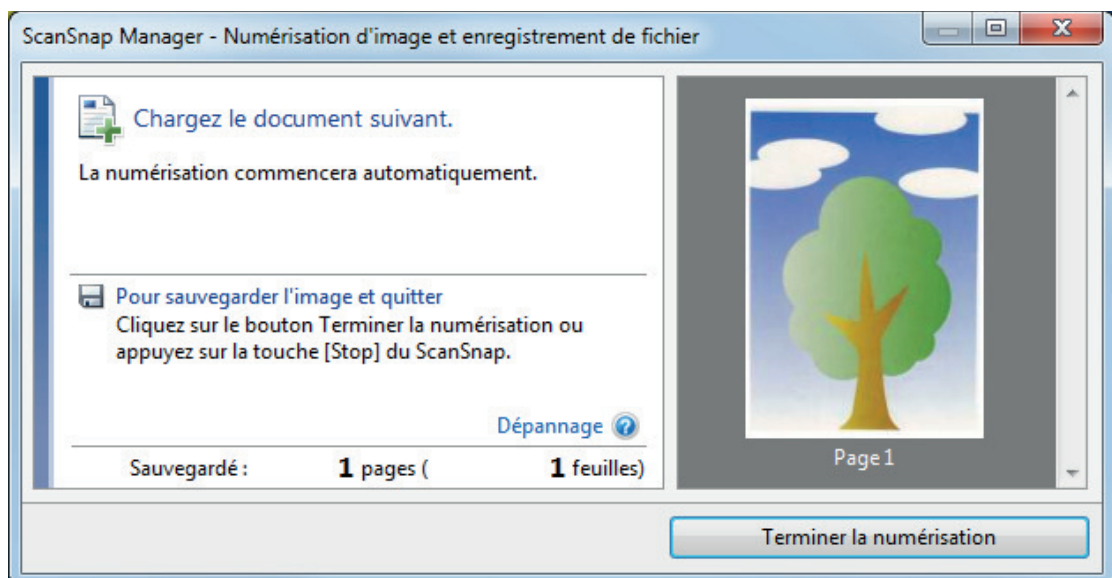 ScanSnap Manager - Numérisation d'image et enregistrement de fichier
Chargez le document suivant.
La numérisation commencera automatiquement.
Pour sauvegarder l'image et quitter
Cliquez sur le bouton Terminer la numérisation ou
appuyez sur la touche [Stop] du ScanSnap.
Dépannage
Sauvegardé : 1 pages ( 1 feuilles)
Page 1
Terminer la numérisation